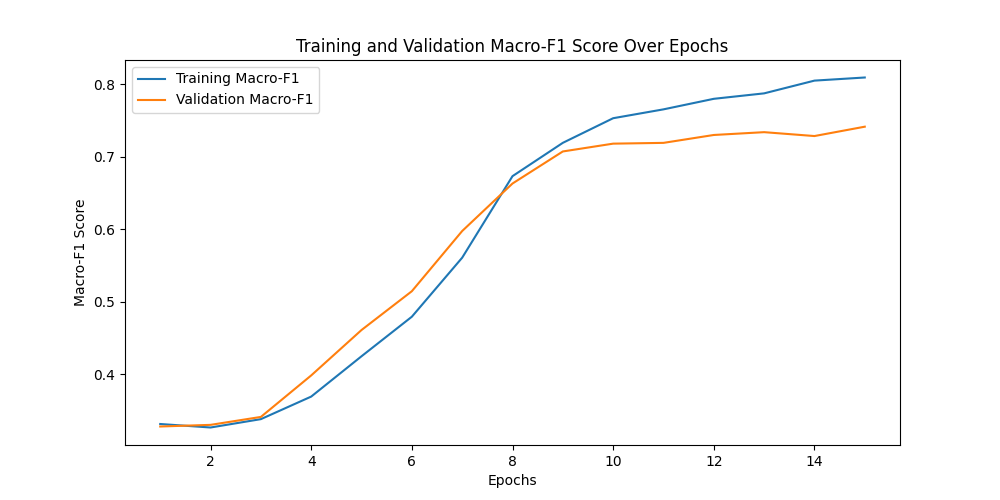 Training and Validation Macro-F1 Score Over Epochs
Training Macro-F1
Validation Macro-F1
Macro-F1 Score
0.8
0.7
0.6
0.5
0.4
2 4 6 8 10 12 14
Epochs